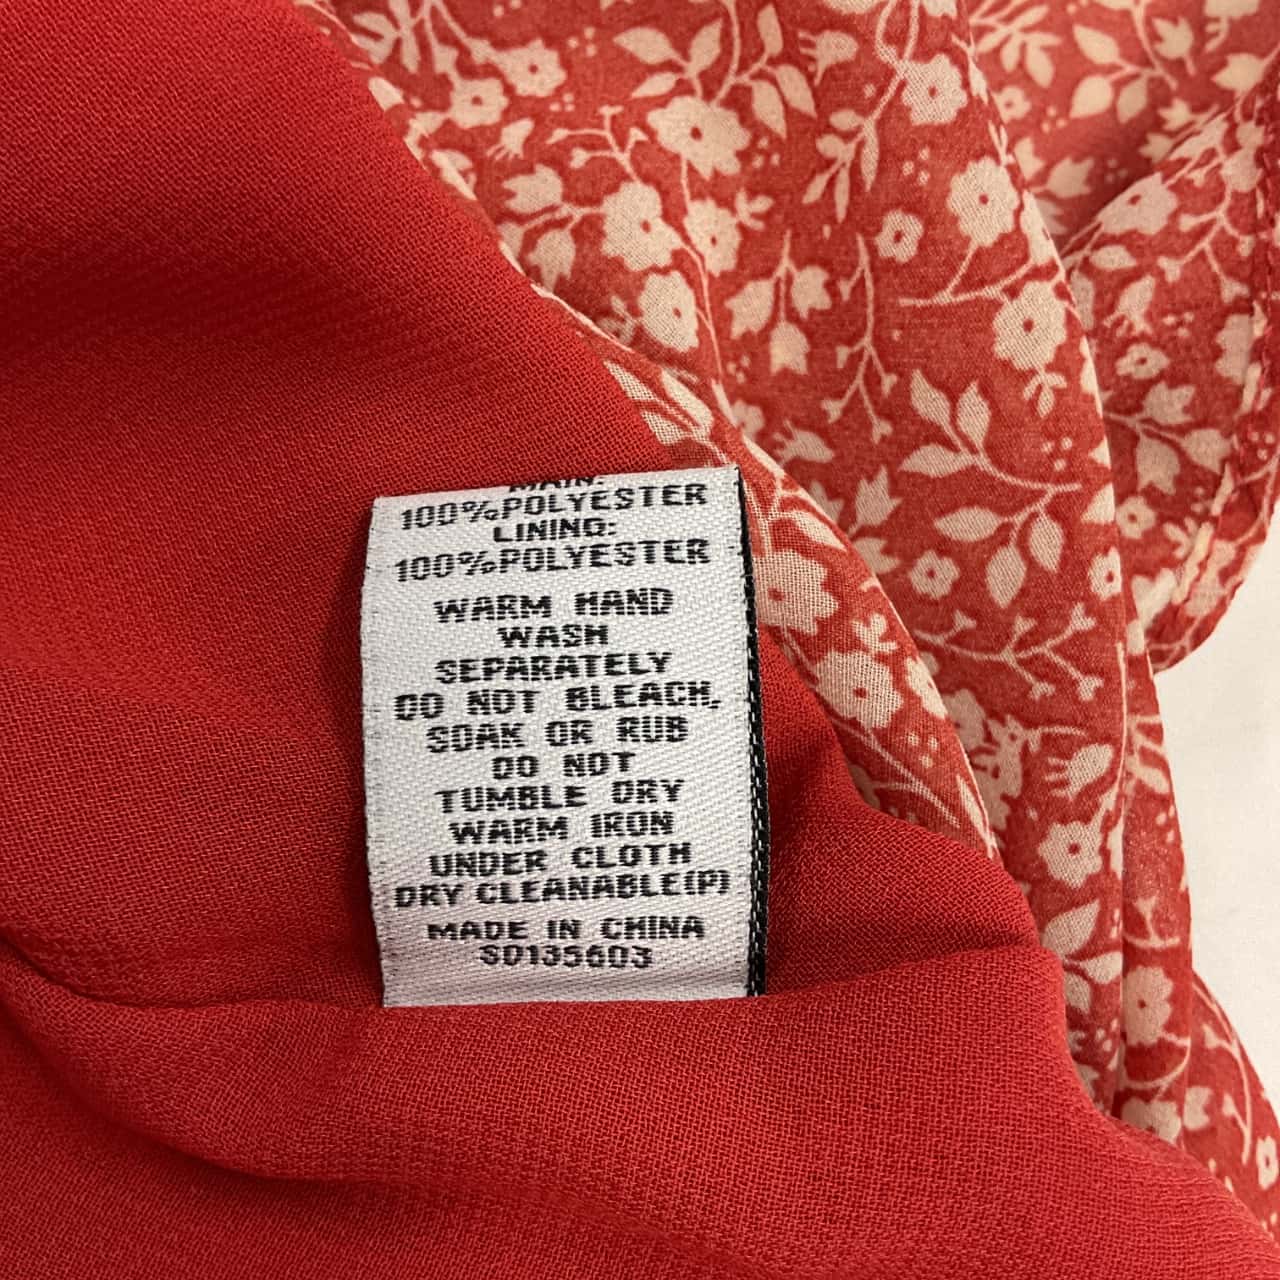 MAIN:
100%POLYESTER
LINING:
100%POLYESTER
WARM HAND
WASH
SEPARATELY
DO NOT BLEACH,
SOAK OR RUB
DO NOT
TUMBLE DRY
WARM IRON
UNDER CLOTH
DRY CLEANABLE(P)
MADE IN CHINA
S0135603